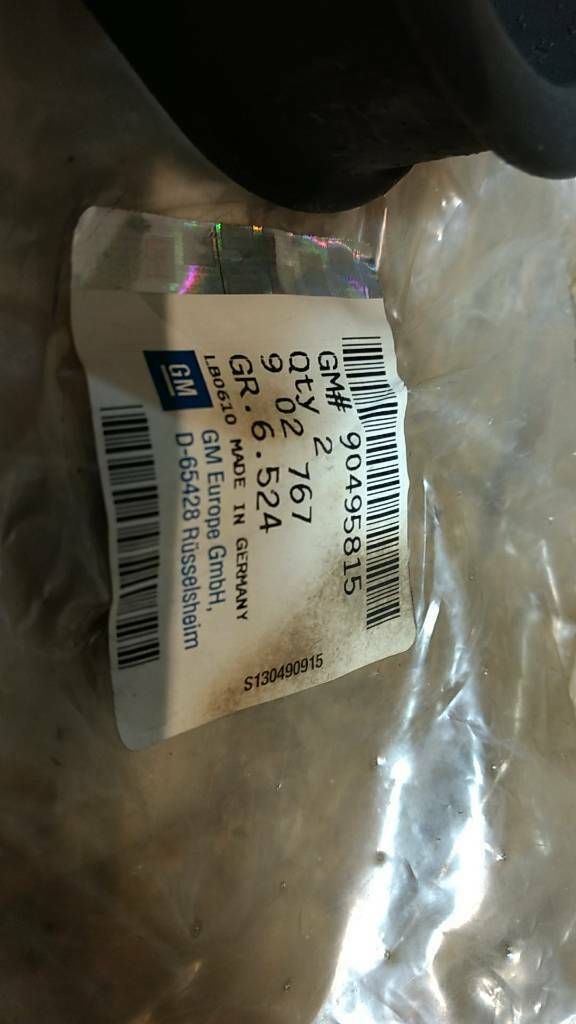 GM# 90495815
Qty 2
9 02 767
GR.6.524
LB0610 MADE IN GERMANY
GM
GM Europe GmbH,
D-65428 Rüsselsheim
S130490915